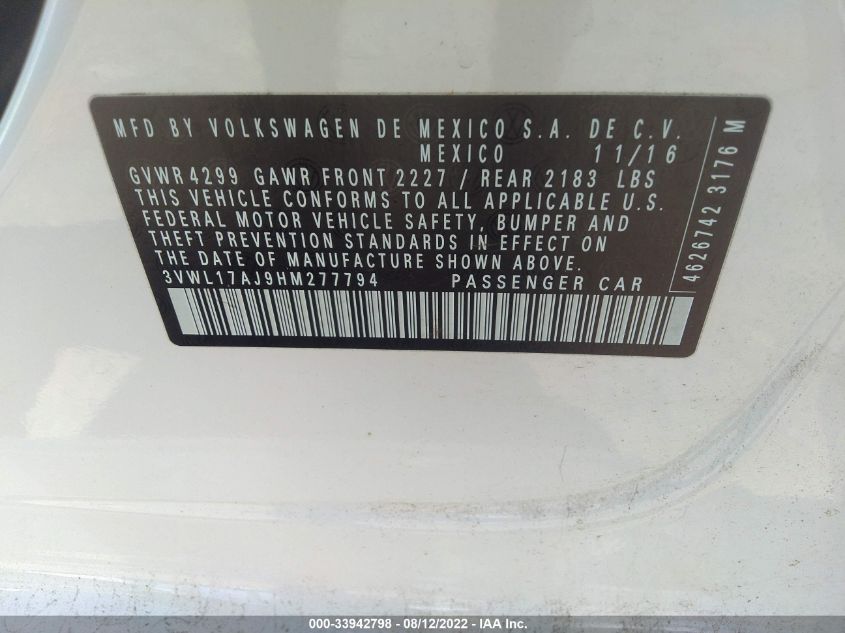 MFD BY VOLKSWAGEN DE MEXICO S.A. DE C.V.
MEXICO 11/16
GVWR 4299 GAWR FRONT 2227 / REAR 2183 LBS
THIS VEHICLE CONFORMS TO ALL APPLICABLE U.S.
FEDERAL MOTOR VEHICLE SAFETY, BUMPER AND
THEFT PREVENTION STANDARDS IN EFFECT ON
THE DATE OF MANUFACTURE SHOWN ABOVE.
3VWL17AJ9HM277794 PASSENGER CAR
4626742 3176 M
000-33942798 - 08/12/2022 - IAA Inc.